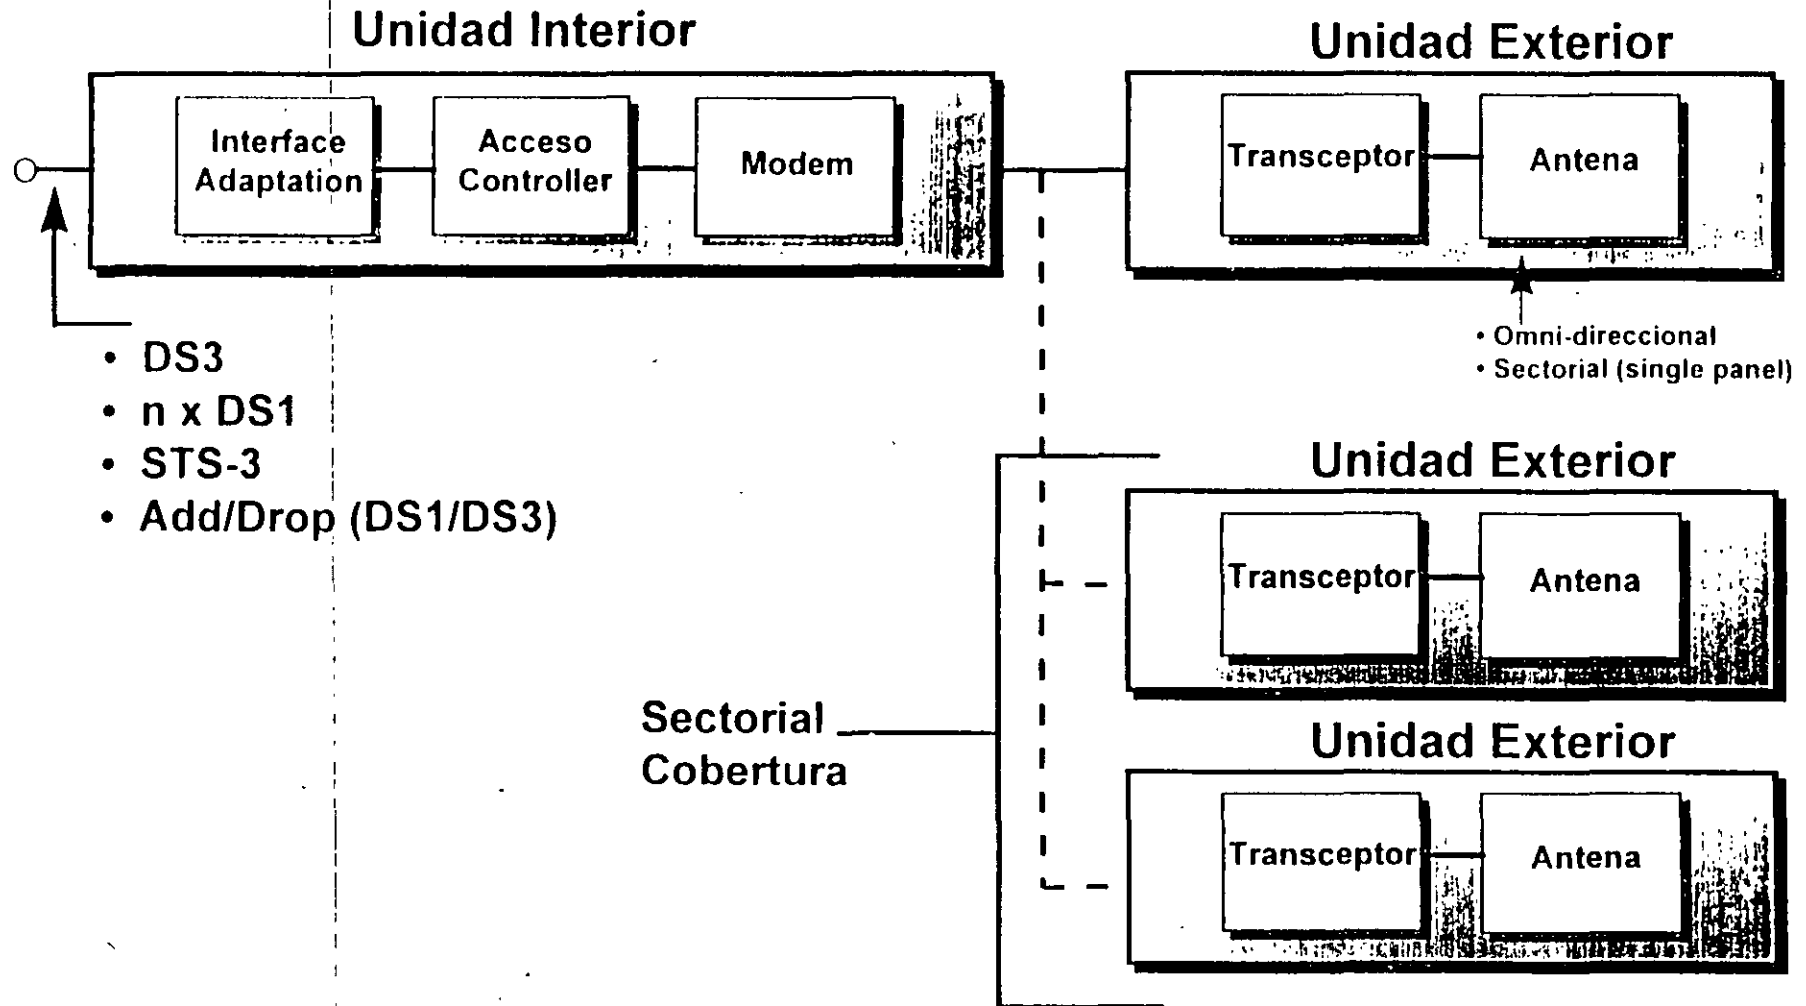 Unidad Interior
Interface
Adaptation
Acceso
Controller
Modem
• DS3
• n x DS1
• STS-3
• Add/Drop (DS1/DS3)
Unidad Exterior
Transceptor
Antena
• Omni-direccional
• Sectorial (single panel)
Sectorial
Cobertura
Unidad Exterior
Transceptor
Antena
Unidad Exterior
Transceptor
Antena